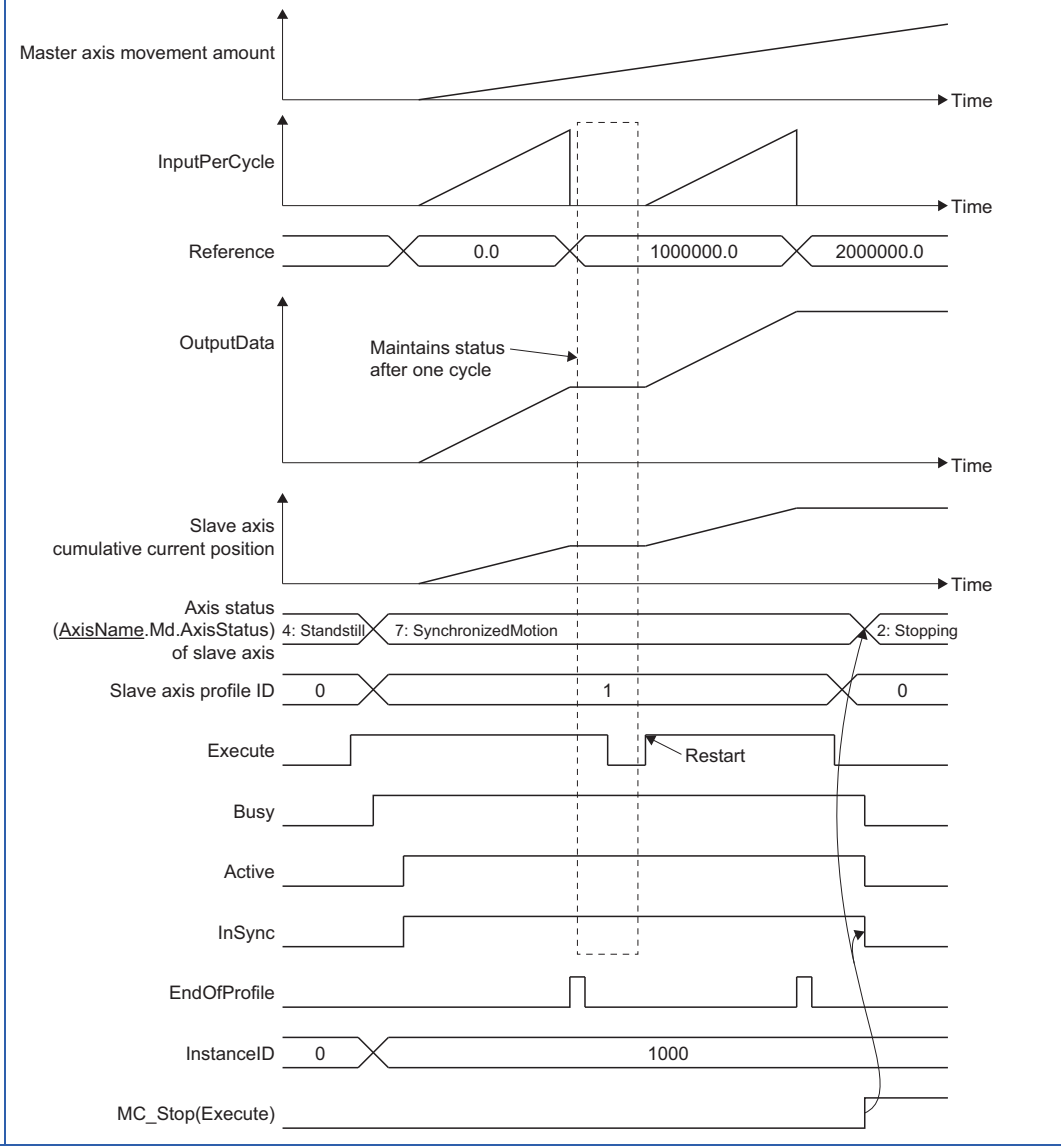 Master axis movement amount
Time
InputPerCycle
Time
Reference
0.0
1000000.0
2000000.0
OutputData
Maintains status
after one cycle
Time
Slave axis
cumulative current position
Time
Axis status
(AxisName.Md.AxisStatus)
of slave axis
4: Standstill
7: SynchronizedMotion
2: Stopping
Slave axis profile ID
0
1
0
Execute
Restart
Busy
Active
InSync
EndOfProfile
InstanceID
0
1000
MC_Stop(Execute)